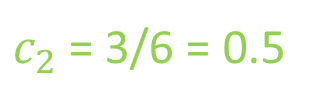 c₂ = 3/6 = 0.5